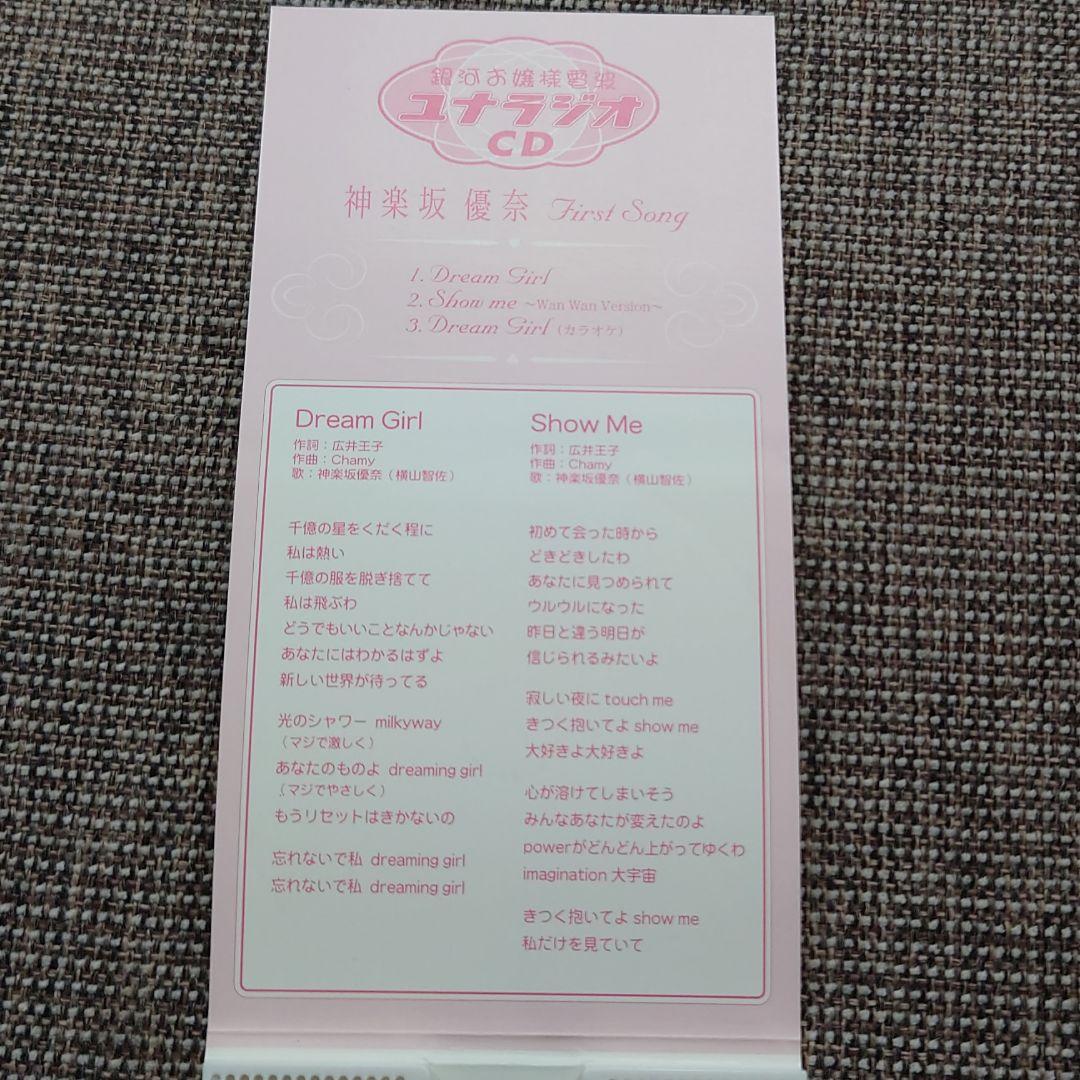 銀河お嬢様電波
ユナラジオ
CD
神楽坂 優奈 First Song
1. Dream Girl
2. Show me ~Wan Wan Version~
3. Dream Girl (カラオケ)
Dream Girl
作詞：広井王子
作曲：Chamy
歌：神楽坂優奈（横山智佐）
千億の星をくだく程に
私は熱い
千億の服を脱ぎ捨てて
私は飛ぶわ
どうでもいいことなんかじゃない
あなたにはわかるはずよ
新しい世界が待ってる
光のシャワー milkyway
（マジで激しく）
あなたのものよ dreaming girl
（マジでやさしく）
もうリセットはきかないの
忘れないで私 dreaming girl
忘れないで私 dreaming girl
Show Me
作詞：広井王子
作曲：Chamy
歌：神楽坂優奈（横山智佐）
初めて会った時から
どきどきしたわ
あなたに見つめられて
ウルウルになった
昨日と違う明日が
信じられるみたいよ
寂しい夜に touch me
きつく抱いてよ show me
大好きよ大好きよ
心が溶けてしまいそう
みんなあなたが変えたのよ
powerがどんどん上がってゆくわ
imagination 大宇宙
きつく抱いてよ show me
私だけを見ていて